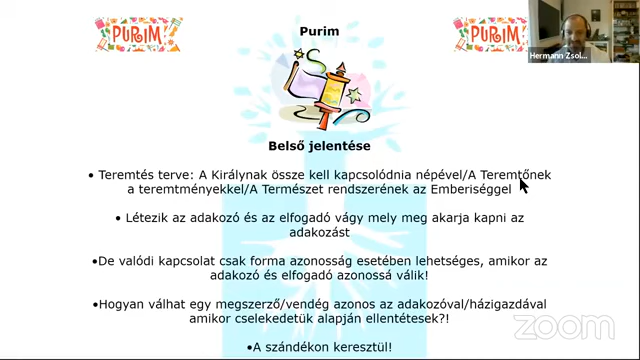 PURIM
Purim
PURIM
Hermann Zsol...
Belső jelentése
• Teremtés terve: A Királynak össze kell kapcsolódnia népével/A Teremtőnek
a teremtményekkel/A Természet rendszerének az Emberiséggel
• Létezik az adakozó és az elfogadó vágy mely meg akarja kapni az
adakozást
•De valódi kapcsolat csak forma azonosság esetében lehetséges, amikor az
adakozó és elfogadó azonossá válik!
•Hogyan válhat egy megszerző/vendég azonos az adakozóval/házigazdával
amikor cselekedetük alapján ellentétesek?!
•A szándékon keresztül!
zoom